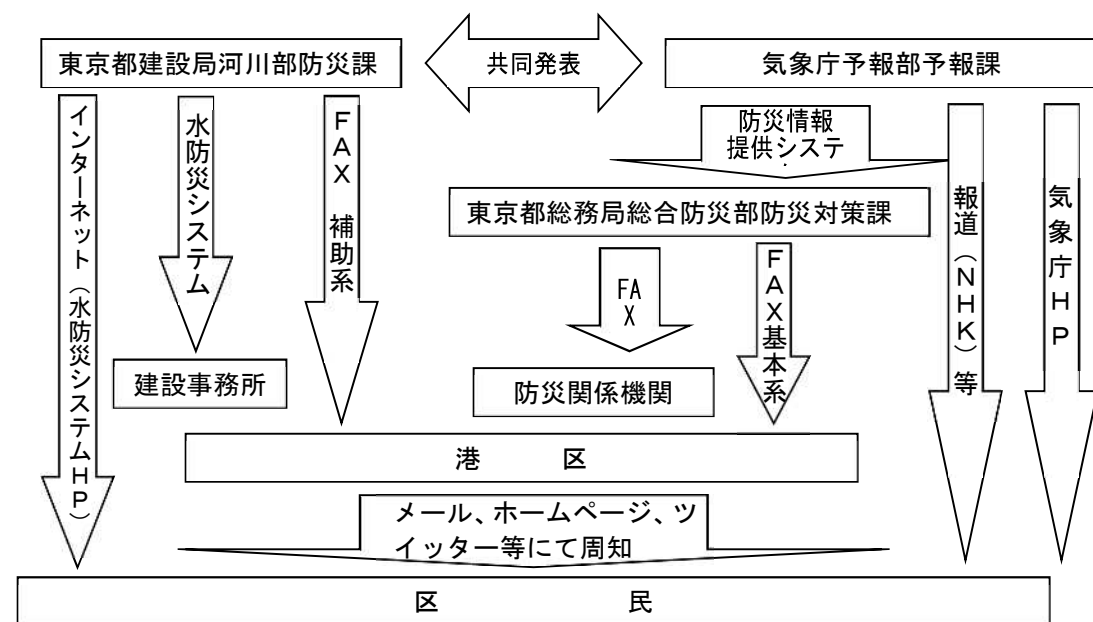 東京都建設局河川部防災課
共同発表
気象庁予報部予報課
インターネット（水防災システムＨＰ）
水防災システム
ＦＡＸ　補助系
防災情報
提供システ
報道（ＮＨＫ）等
気象庁ＨＰ
東京都総務局総合防災部防災対策課
FA
X
ＦＡＸ基本系
建設事務所
防災関係機関
港　　　区
メール、ホームページ、ツ
イッター等にて周知
区　　　　　民